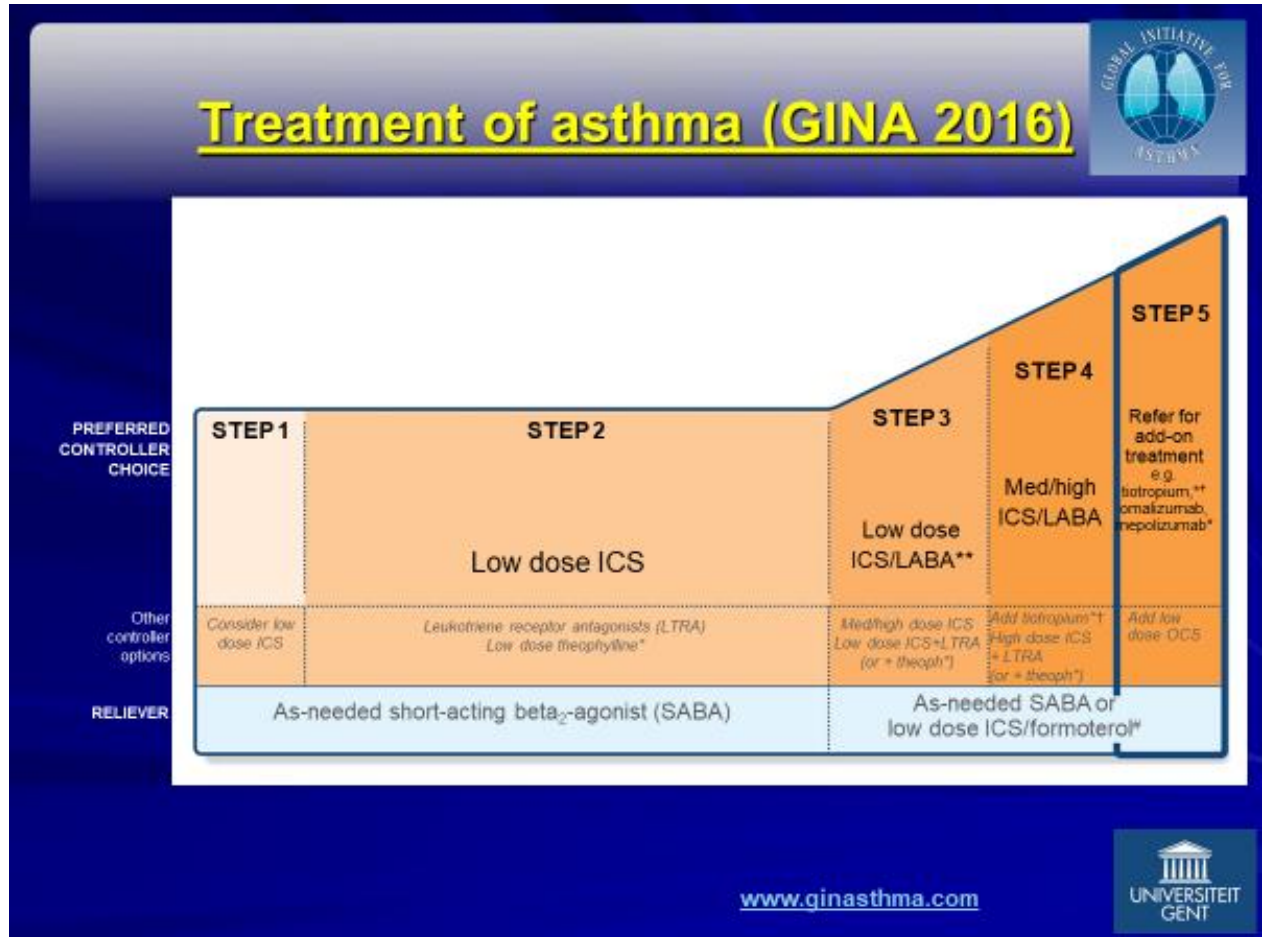 GLOBAL INITIATIVE FOR
ASTHMA
Treatment of asthma (GINA 2016)
PREFERRED
CONTROLLER
CHOICE
STEP 1
STEP 2
Low dose ICS
STEP 3
Low dose
ICS/LABA**
STEP 4
Med/high
ICS/LABA
STEP 5
Refer for
add-on
treatment
e.g.
tiotropium,*†
omalizumab,
mepolizumab*
Other
controller
options
Consider low
dose ICS
Leukotriene receptor antagonists (LTRA)
Low dose theophylline*
Med/high dose ICS
Low dose ICS+LTRA
(or + theoph*)
Add tiotropium*†
High dose ICS
+ LTRA
(or + theoph*)
Add low
dose OCS
RELIEVER
As-needed short-acting beta2-agonist (SABA)
As-needed SABA or
low dose ICS/formoterol#
www.ginasthma.com
UNIVERSITEIT
GENT